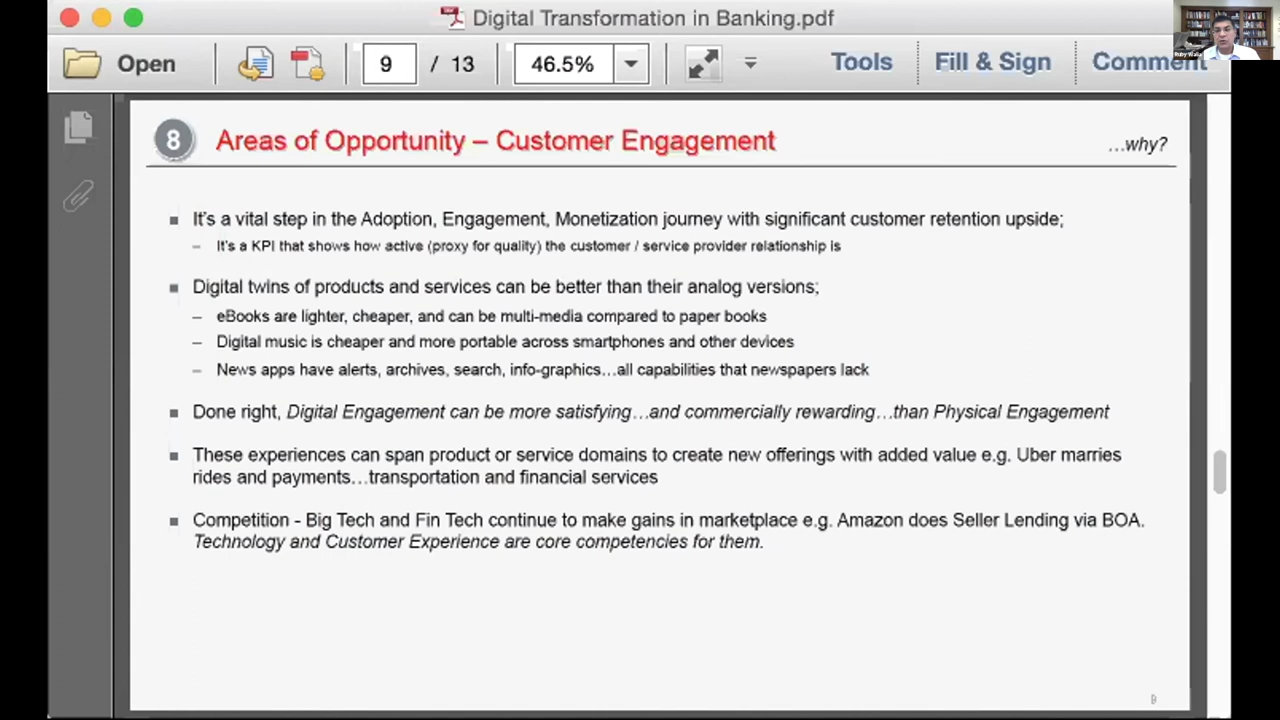 Digital Transformation in Banking.pdf
Open
9 / 13
46.5%
Tools
Fill & Sign
Comment
8 Areas of Opportunity – Customer Engagement
…why?
It's a vital step in the Adoption, Engagement, Monetization journey with significant customer retention upside;
– It's a KPI that shows how active (proxy for quality) the customer / service provider relationship is
Digital twins of products and services can be better than their analog versions;
– eBooks are lighter, cheaper, and can be multi-media compared to paper books
– Digital music is cheaper and more portable across smartphones and other devices
– News apps have alerts, archives, search, info-graphics…all capabilities that newspapers lack
Done right, Digital Engagement can be more satisfying…and commercially rewarding…than Physical Engagement
These experiences can span product or service domains to create new offerings with added value e.g. Uber marries
rides and payments…transportation and financial services
Competition - Big Tech and Fin Tech continue to make gains in marketplace e.g. Amazon does Seller Lending via BOA.
Technology and Customer Experience are core competencies for them.
9